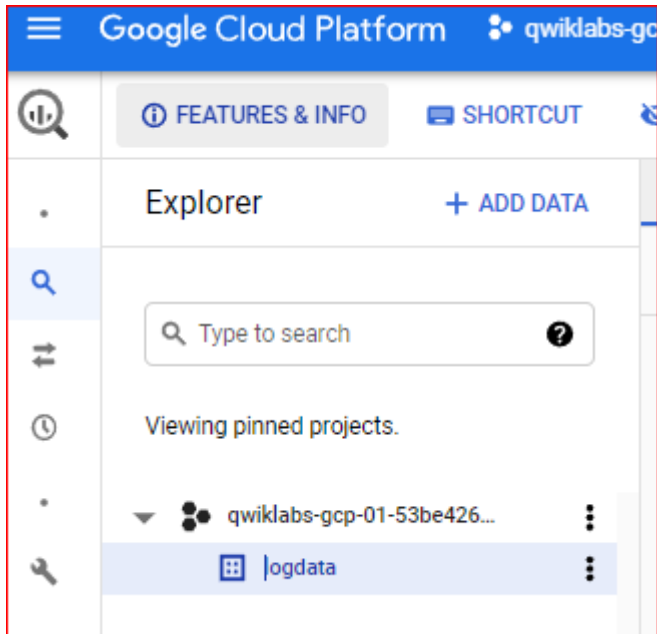 Google Cloud Platform qwiklabs-gc
FEATURES & INFO SHORTCUT
Explorer + ADD DATA
Type to search
Viewing pinned projects.
qwiklabs-gcp-01-53be426...
logdata